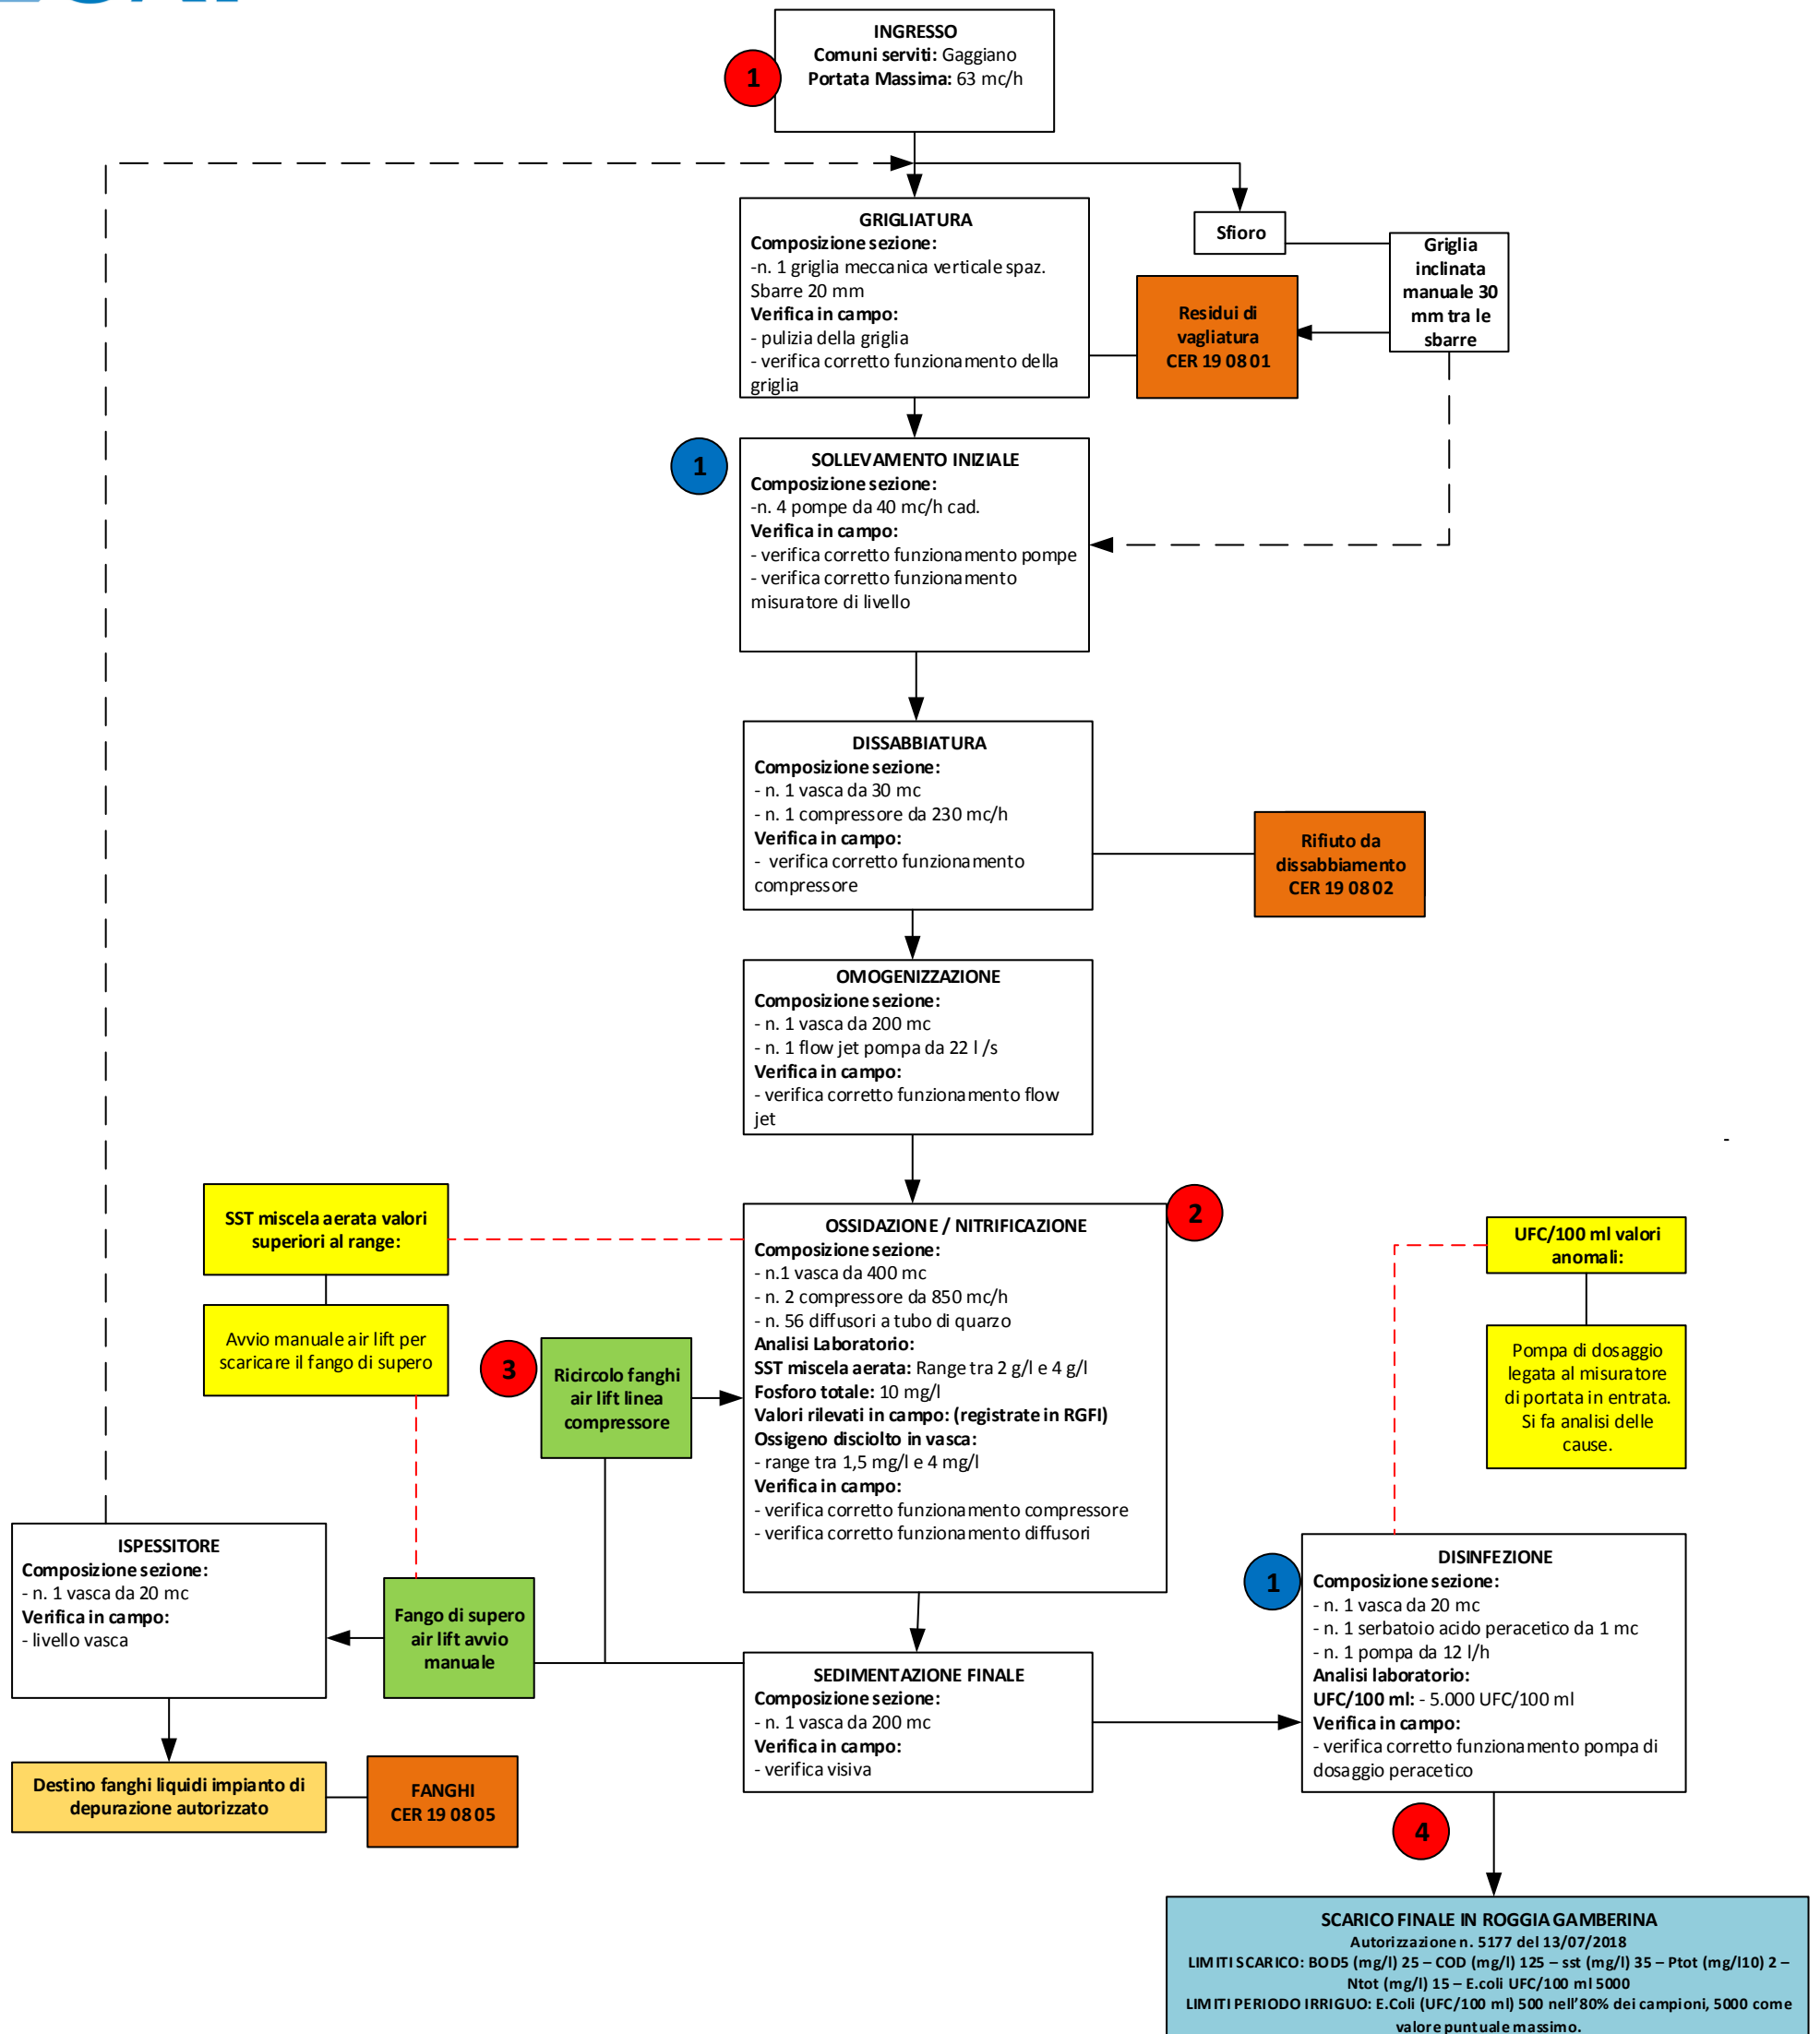 INGRESSO
Comuni serviti: Gaggiano
Portata Massima: 63 mc/h
1
GRIGLIATURA
Composizione sezione:
-n. 1 griglia meccanica verticale spaz.
Sbarre 20 mm
Verifica in campo:
- pulizia della griglia
- verifica corretto funzionamento della
griglia
Sfioro
Griglia
inclinata
manuale 30
mm tra le
sbarre
Residui di
vagliatura
CER 19 08 01
1
SOLLEVAMENTO INIZIALE
Composizione sezione:
-n. 4 pompe da 40 mc/h cad.
Verifica in campo:
- verifica corretto funzionamento pompe
- verifica corretto funzionamento
misuratore di livello
DISSABBIATURA
Composizione sezione:
- n. 1 vasca da 30 mc
- n. 1 compressore da 230 mc/h
Verifica in campo:
- verifica corretto funzionamento
compressore
Rifiuto da
dissabbiamento
CER 19 08 02
OMOGENIZZAZIONE
Composizione sezione:
- n. 1 vasca da 200 mc
- n. 1 flow jet pompa da 22 l /s
Verifica in campo:
- verifica corretto funzionamento flow
jet
-
SST miscela aerata valori
superiori al range:
Avvio manuale air lift per
scaricare il fango di supero
2
OSSIDAZIONE / NITRIFICAZIONE
Composizione sezione:
- n.1 vasca da 400 mc
- n. 2 compressore da 850 mc/h
- n. 56 diffusori a tubo di quarzo
Analisi Laboratorio:
SST miscela aerata: Range tra 2 g/l e 4 g/l
Fosforo totale: 10 mg/l
Valori rilevati in campo: (registrate in RGFI)
Ossigeno disciolto in vasca:
- range tra 1,5 mg/l e 4 mg/l
Verifica in campo:
- verifica corretto funzionamento compressore
- verifica corretto funzionamento diffusori
3
Ricircolo fanghi
air lift linea
compressore
UFC/100 ml valori
anomali:
Pompa di dosaggio
legata al misuratore
di portata in entrata.
Si fa analisi delle
cause.
ISPESSITORE
Composizione sezione:
- n. 1 vasca da 20 mc
Verifica in campo:
- livello vasca
Fango di supero
air lift avvio
manuale
SEDIMENTAZIONE FINALE
Composizione sezione:
- n. 1 vasca da 200 mc
Verifica in campo:
- verifica visiva
1
DISINFEZIONE
Composizione sezione:
- n. 1 vasca da 20 mc
- n. 1 serbatoio acido peracetico da 1 mc
- n. 1 pompa da 12 l/h
Analisi laboratorio:
UFC/100 ml: - 5.000 UFC/100 ml
Verifica in campo:
- verifica corretto funzionamento pompa di
dosaggio peracetico
Destino fanghi liquidi impianto di
depurazione autorizzato
FANGHI
CER 19 08 05
4
SCARICO FINALE IN ROGGIA GAMBERINA
Autorizzazione n. 5177 del 13/07/2018
LIMITI SCARICO: BOD5 (mg/l) 25 – COD (mg/l) 125 – sst (mg/l) 35 – Ptot (mg/l10) 2 –
Ntot (mg/l) 15 – E.coli UFC/100 ml 5000
LIMITI PERIODO IRRIGUO: E.Coli (UFC/100 ml) 500 nell'80% dei campioni, 5000 come
valore puntuale massimo.